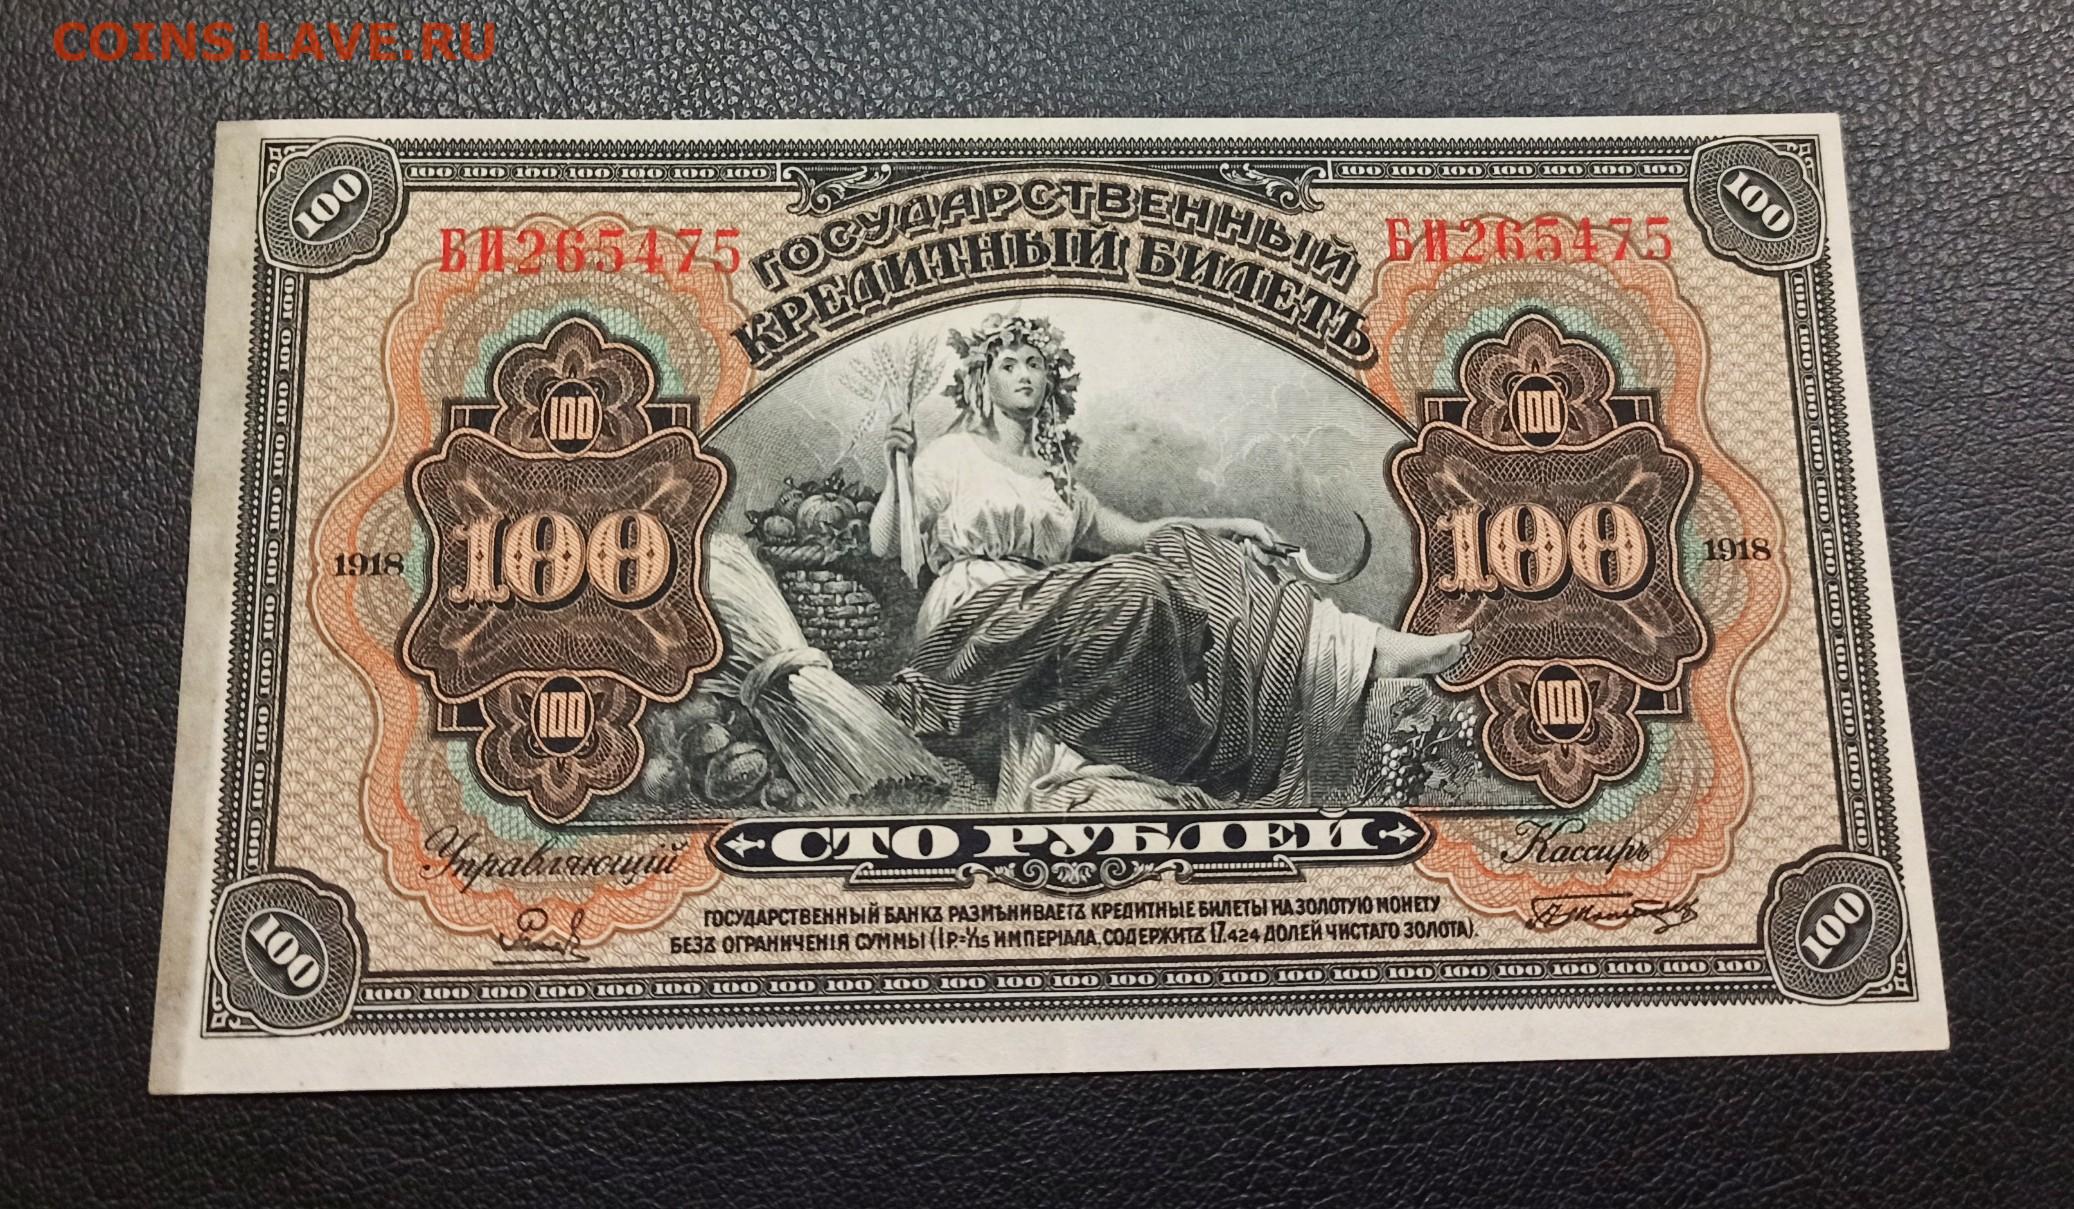 COINS.LAVE.RU
100 100
БИ265475 БИ265475
ГОСУДАРСТВЕННЫЙ
КРЕДИТНЫЙ БИЛЕТЪ
100 100
100 100
1918 1918
100 100
СТО РУБЛЕЙ
Управляющій Кассиръ
ГОСУДАРСТВЕННЫЙ БАНКЪ РАЗМѢНИВАЕТЪ КРЕДИТНЫЕ БИЛЕТЫ НА ЗОЛОТУЮ МОНЕТУ
БЕЗЪ ОГРАНИЧЕНІЯ СУММЫ (1 Р.=1/15 ИМПЕРІАЛА, СОДЕРЖИТЪ 17.424 ДОЛЕЙ ЧИСТАГО ЗОЛОТА).
100 100